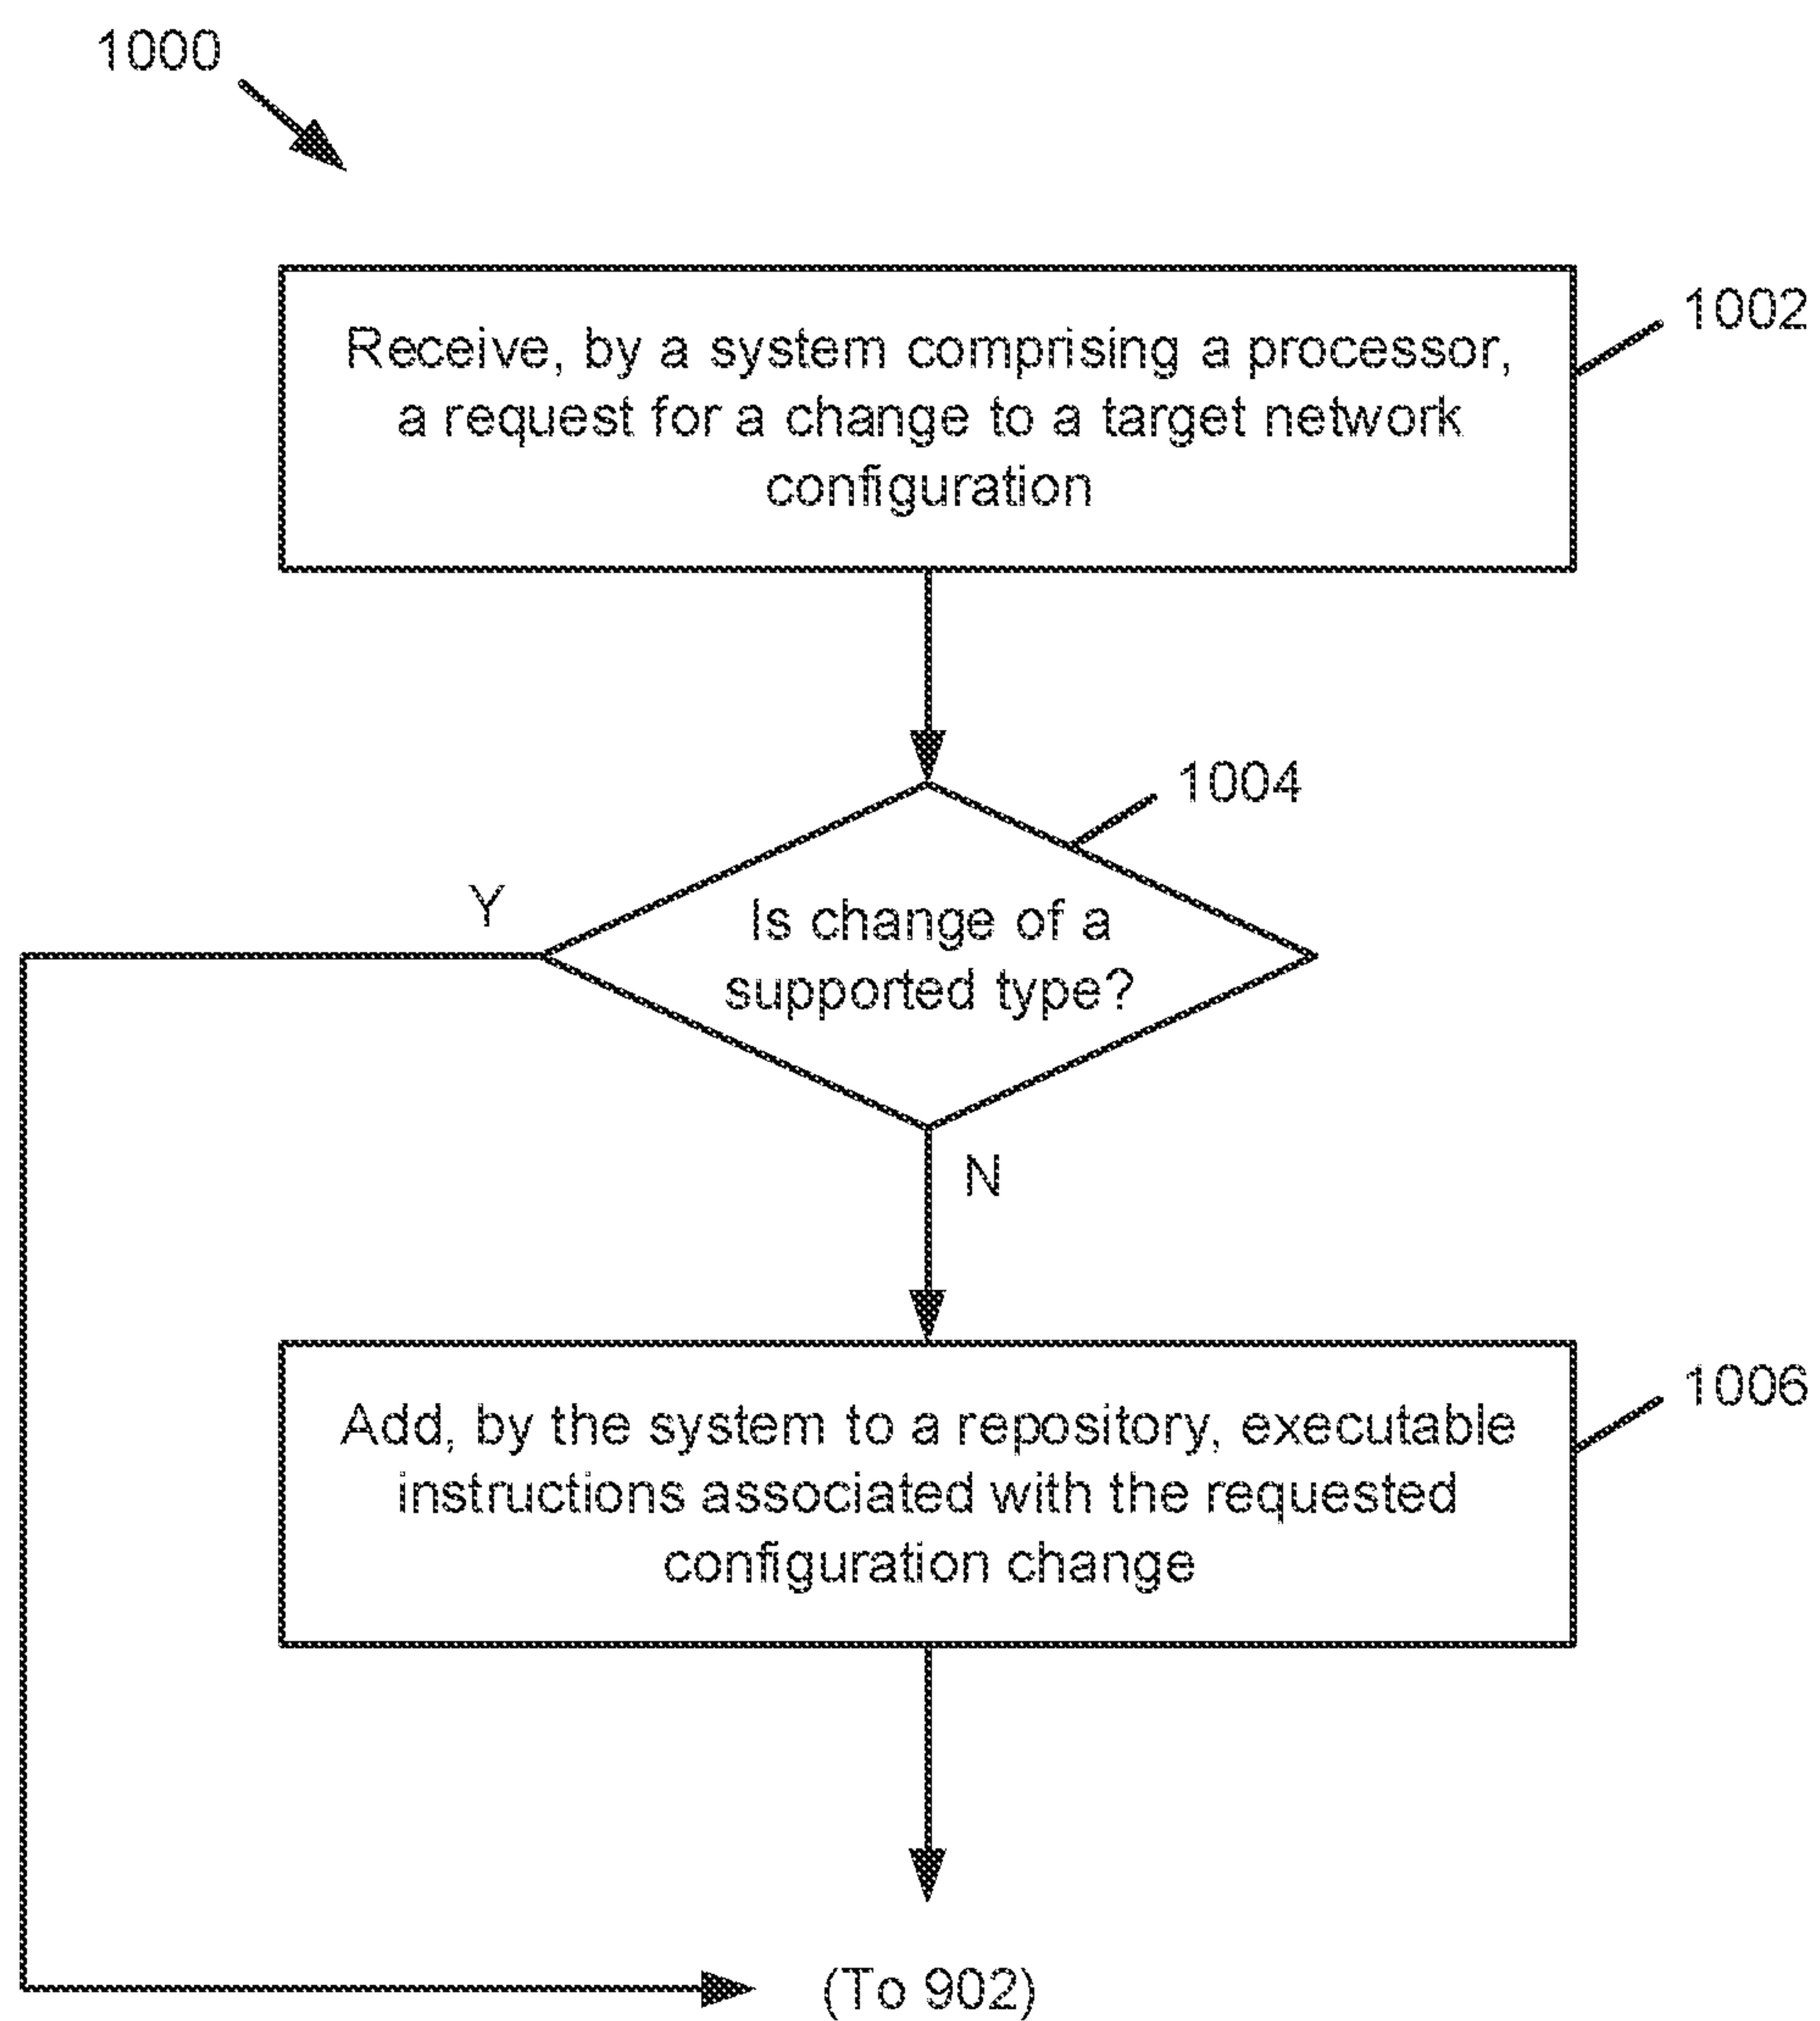 1000
Receive, by a system comprising a processor,
a request for a change to a target network
configuration
1002
1004
Y
Is change of a
supported type?
N
Add, by the system to a repository, executable
instructions associated with the requested
configuration change
1006
(To 902)